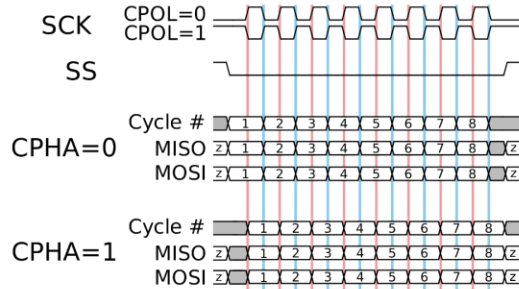 SCK CPOL=0
CPOL=1
SS
CPHA=0
Cycle # 1 2 3 4 5 6 7 8
MISO z 1 2 3 4 5 6 7 8 z
MOSI z 1 2 3 4 5 6 7 8 z
CPHA=1
Cycle # 1 2 3 4 5 6 7 8
MISO z 1 2 3 4 5 6 7 8 z
MOSI z 1 2 3 4 5 6 7 8 z